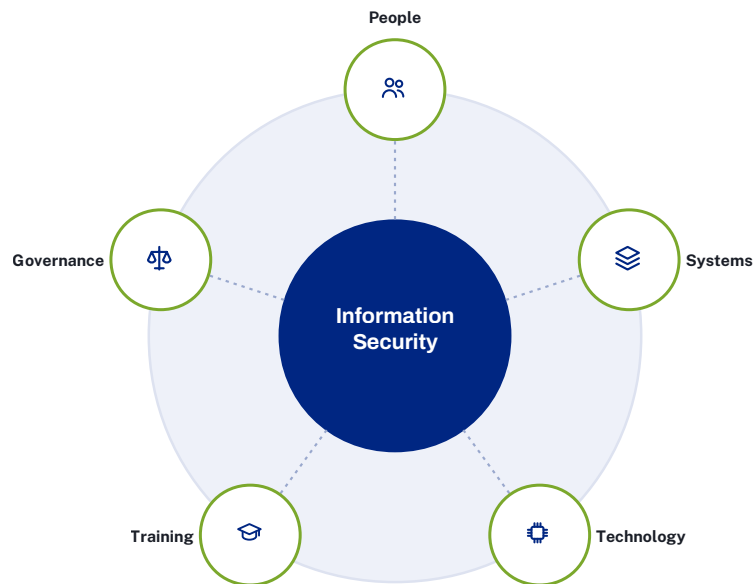 People
Governance
Systems
Information
Security
Training
Technology